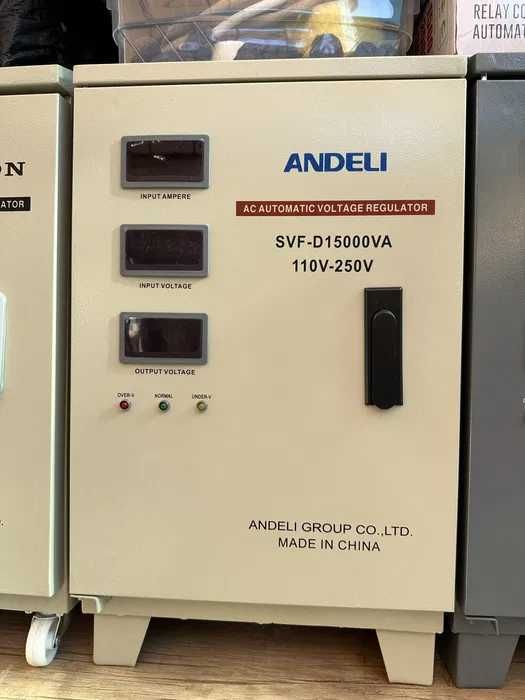 RELAY CO
AUTOMAT
ON
ATOR
ANDELI
AC AUTOMATIC VOLTAGE REGULATOR
SVF-D15000VA
110V-250V
INPUT AMPERE
INPUT VOLTAGE
OUTPUT VOLTAGE
OVER-V NORMAL UNDER-V
ANDELI GROUP CO.,LTD.
MADE IN CHINA